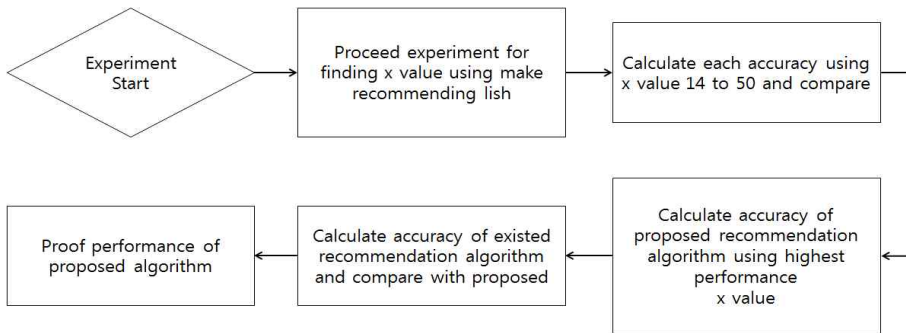 Experiment
Start
Proceed experiment for
finding x value using make
recommending lish
Calculate each accuracy using
x value 14 to 50 and compare
Calculate accuracy of
proposed recommendation
algorithm using highest
performance
x value
Calculate accuracy of existed
recommendation algorithm
and compare with proposed
Proof performance of
proposed algorithm